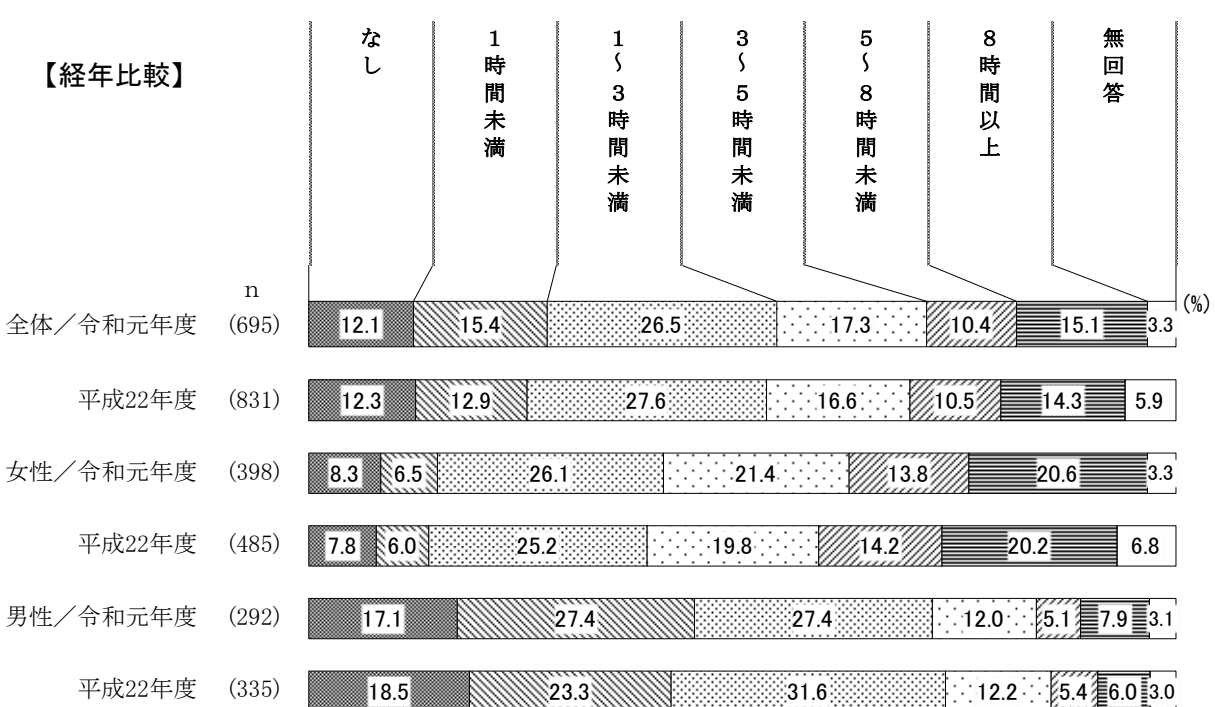 【経年比較】
なし
１時間未満
１～３時間未満
３～５時間未満
５～８時間未満
８時間以上
無回答
n
(%)
全体／令和元年度 (695) 12.1 15.4 26.5 17.3 10.4 15.1 3.3
平成22年度 (831) 12.3 12.9 27.6 16.6 10.5 14.3 5.9
女性／令和元年度 (398) 8.3 6.5 26.1 21.4 13.8 20.6 3.3
平成22年度 (485) 7.8 6.0 25.2 19.8 14.2 20.2 6.8
男性／令和元年度 (292) 17.1 27.4 27.4 12.0 5.1 7.9 3.1
平成22年度 (335) 18.5 23.3 31.6 12.2 5.4 6.0 3.0